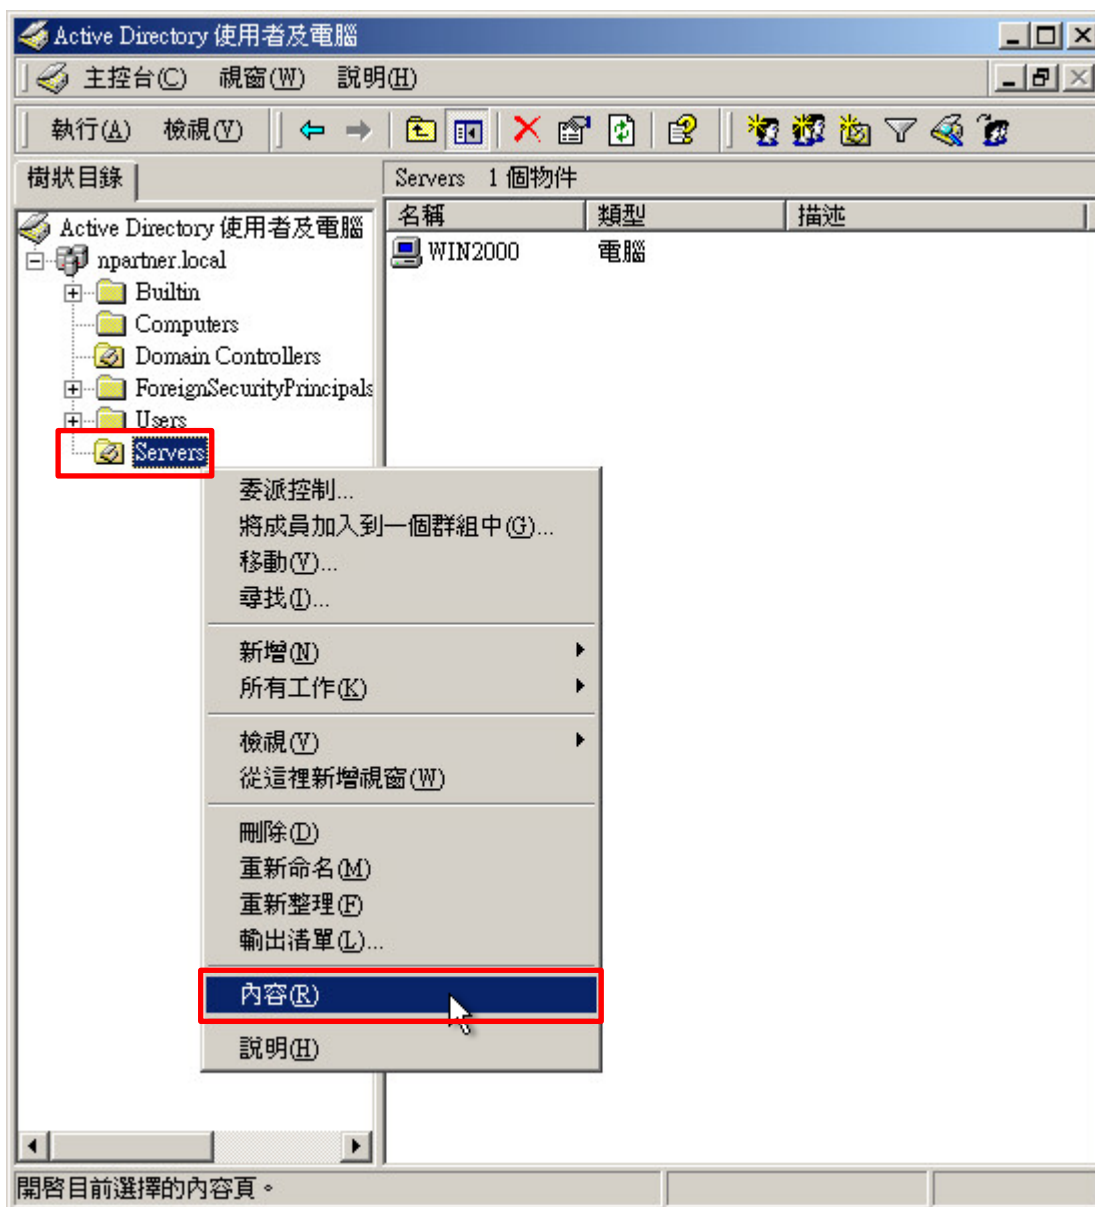 Active Directory 使用者及電腦
主控台(C) 視窗(W) 説明(H)
執行(A) 檢視(V)
樹狀目錄
Servers 1 個物件
名稱 類型 描述
Active Directory 使用者及電腦
WIN2000 電腦
npartner.local
Builtin
Computers
Domain Controllers
ForeignSecurityPrincipals
Users
Servers
委派控制...
將成員加入到一個群組中(G)...
移動(V)...
尋找(I)...
新增(N)
所有工作(K)
檢視(V)
從這裡新增視窗(W)
刪除(D)
重新命名(M)
重新整理(F)
輸出清單(L)...
內容(R)
説明(H)
開啓目前選擇的內容頁。